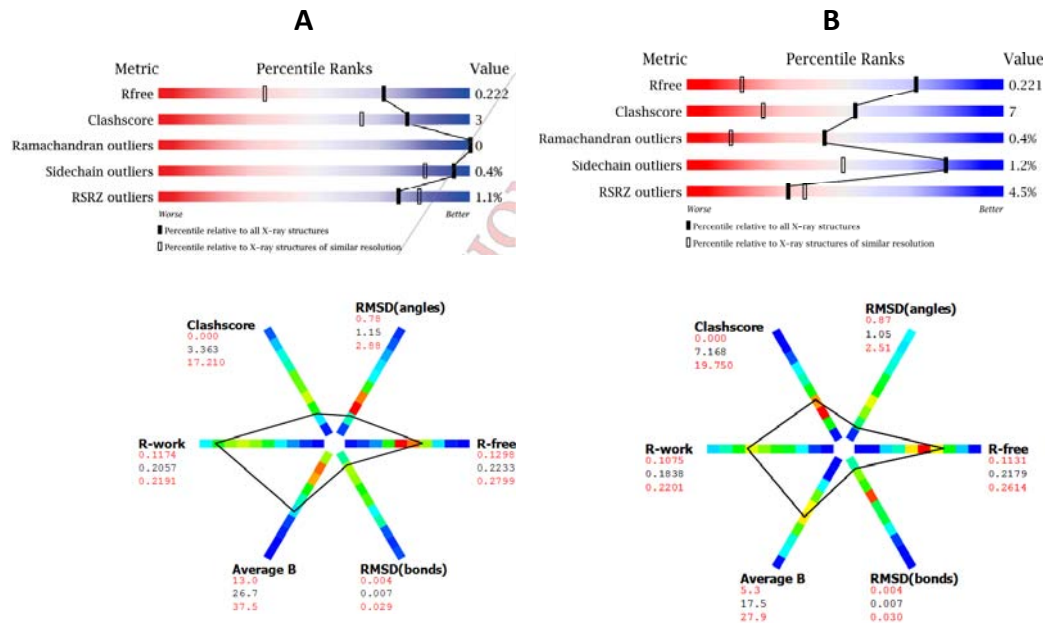 A
Metric Percentile Ranks Value
Rfree 0.222
Clashscore 3
Ramachandran outliers 0
Sidechain outliers 0.4%
RSRZ outliers 1.1%
Worse Better
Percentile relative to all X-ray structures
Percentile relative to X-ray structures of similar resolution
B
Metric Percentile Ranks Value
Rfree 0.221
Clashscore 7
Ramachandran outliers 0.4%
Sidechain outliers 1.2%
RSRZ outliers 4.5%
Worse Better
Percentile relative to all X-ray structures
Percentile relative to X-ray structures of similar resolution
Clashscore
0.000
3.363
17.210
RMSD(angles)
0.78
1.15
2.88
R-work
0.1174
0.2057
0.2191
R-free
0.1298
0.2233
0.2799
Average B
13.0
26.7
37.5
RMSD(bonds)
0.004
0.007
0.029
Clashscore
0.000
7.168
19.750
RMSD(angles)
0.87
1.05
2.51
R-work
0.1075
0.1838
0.2201
R-free
0.1131
0.2179
0.2614
Average B
5.3
17.5
27.9
RMSD(bonds)
0.004
0.007
0.030